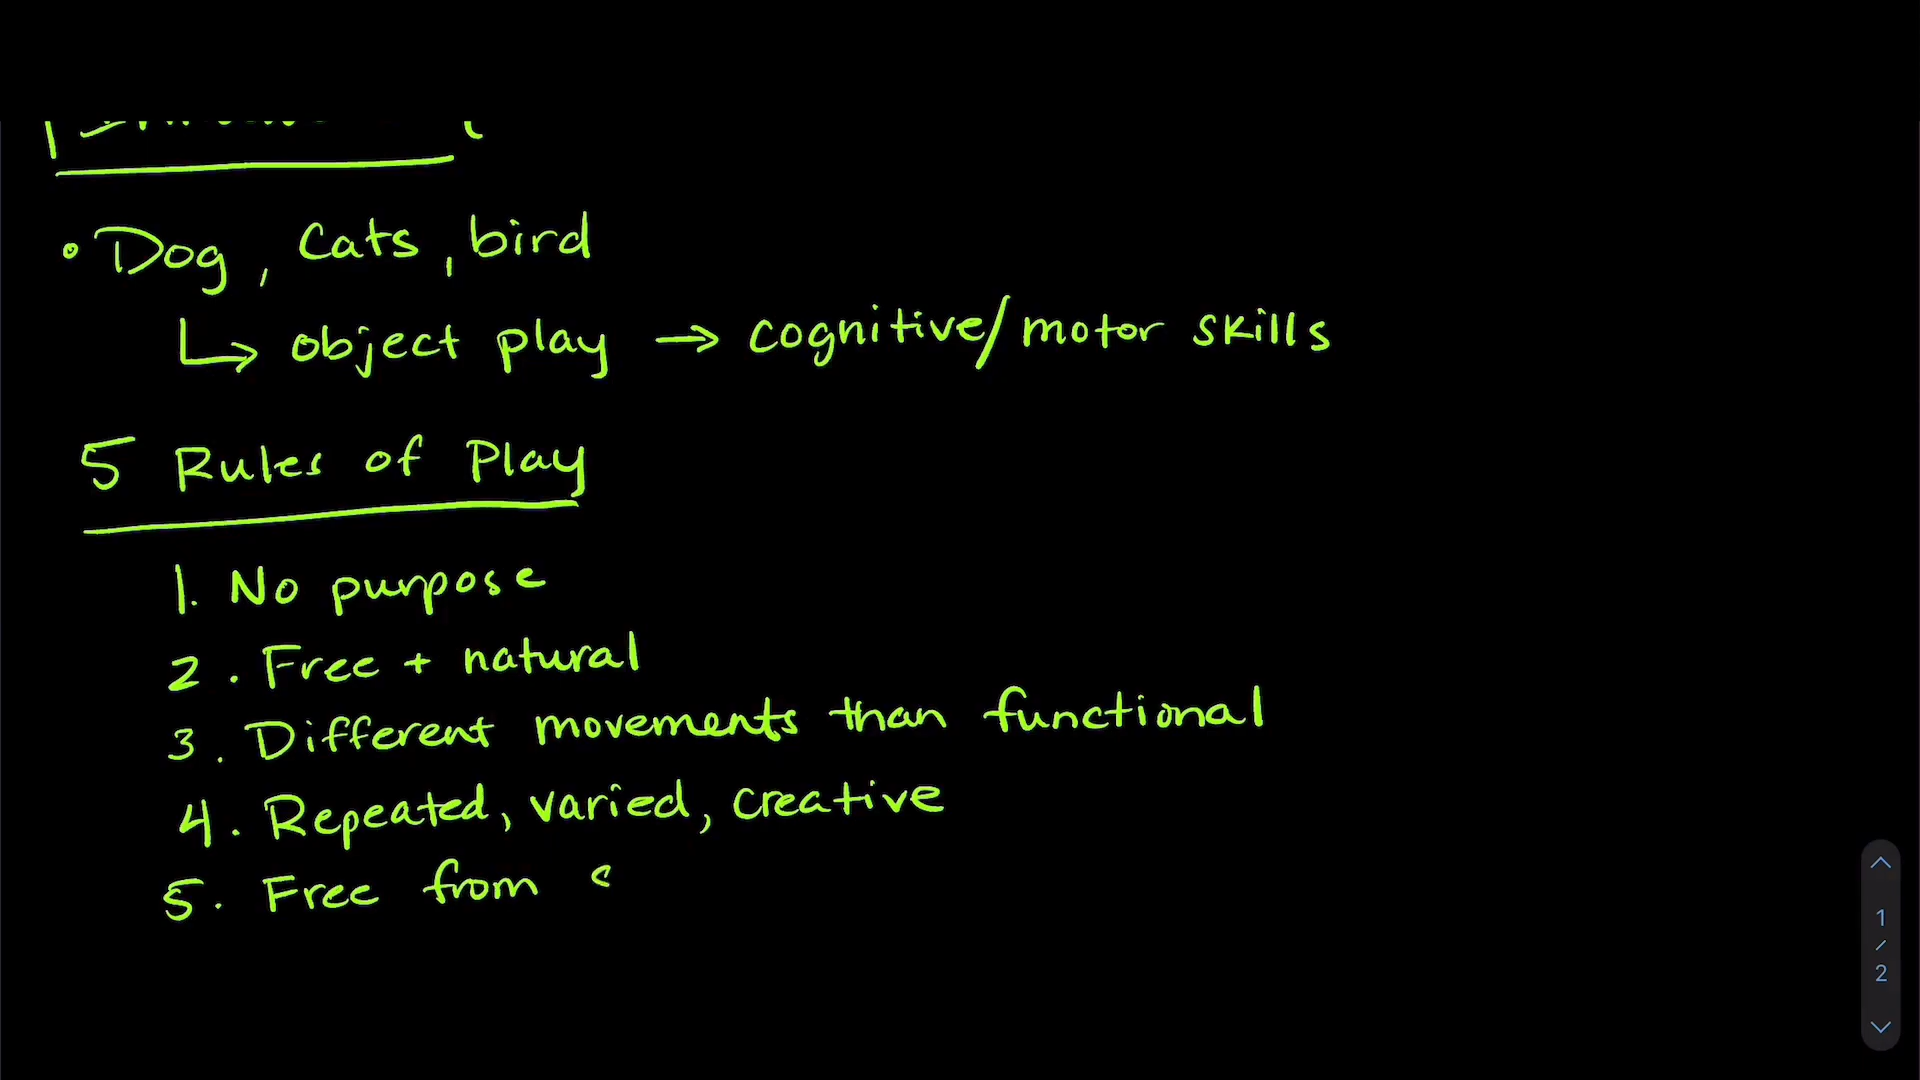 • Dog, cats, bird
↳ object play → cognitive/motor skills
5 Rules of Play
1. No purpose
2. Free + natural
3. Different movements than functional
4. Repeated, varied, creative
5. Free from
1
/
2